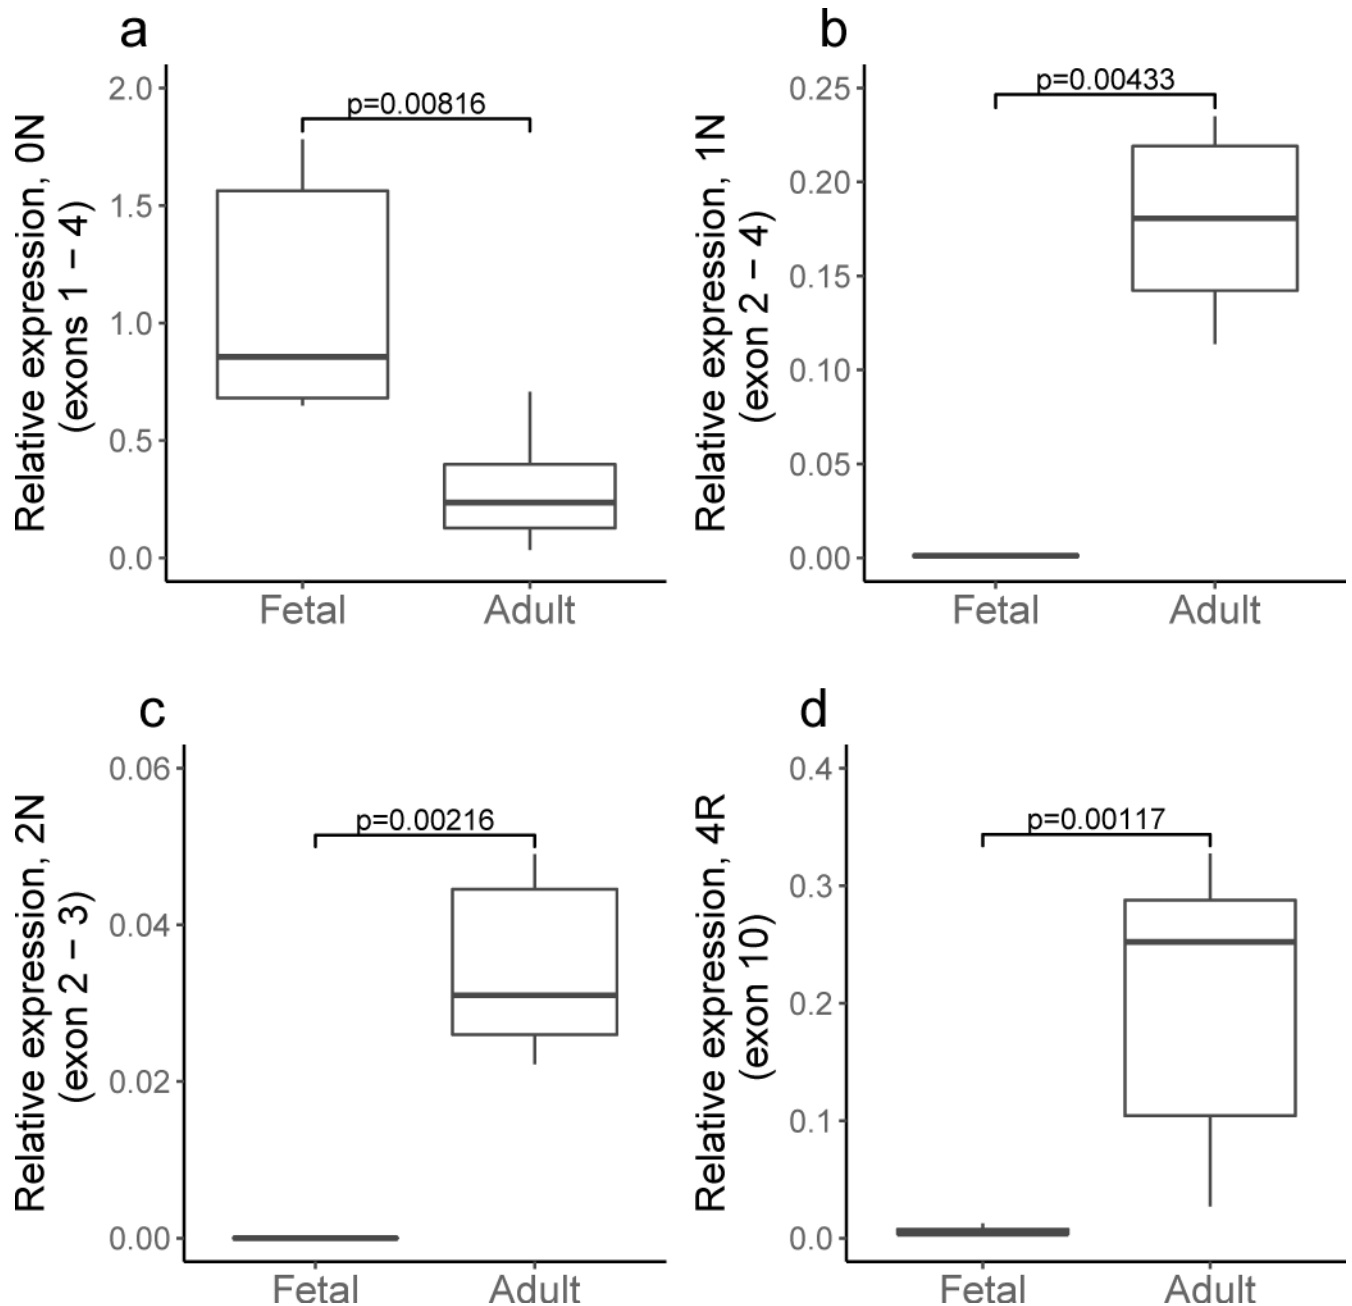 a
Relative expression, 0N
(exons 1 – 4)
2.0
1.5
1.0
0.5
0.0
p=0.00816
Fetal
Adult
b
Relative expression, 1N
(exon 2 – 4)
0.25
0.20
0.15
0.10
0.05
0.00
p=0.00433
Fetal
Adult
c
Relative expression, 2N
(exon 2 – 3)
0.06
0.04
0.02
0.00
p=0.00216
Fetal
Adult
d
Relative expression, 4R
(exon 10)
0.4
0.3
0.2
0.1
0.0
p=0.00117
Fetal
Adult